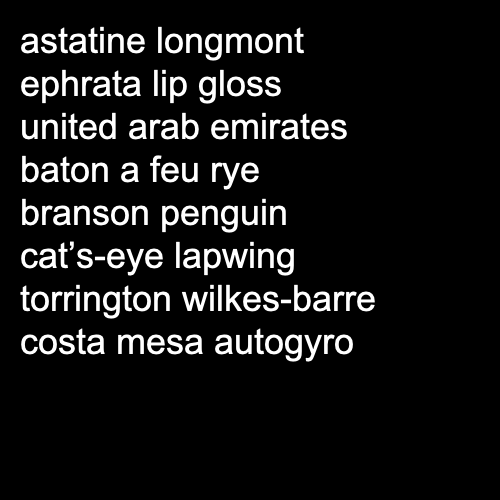 astatine longmont
ephrata lip gloss
united arab emirates
baton a feu rye
branson penguin
cat’s-eye lapwing
torrington wilkes-barre
costa mesa autogyro